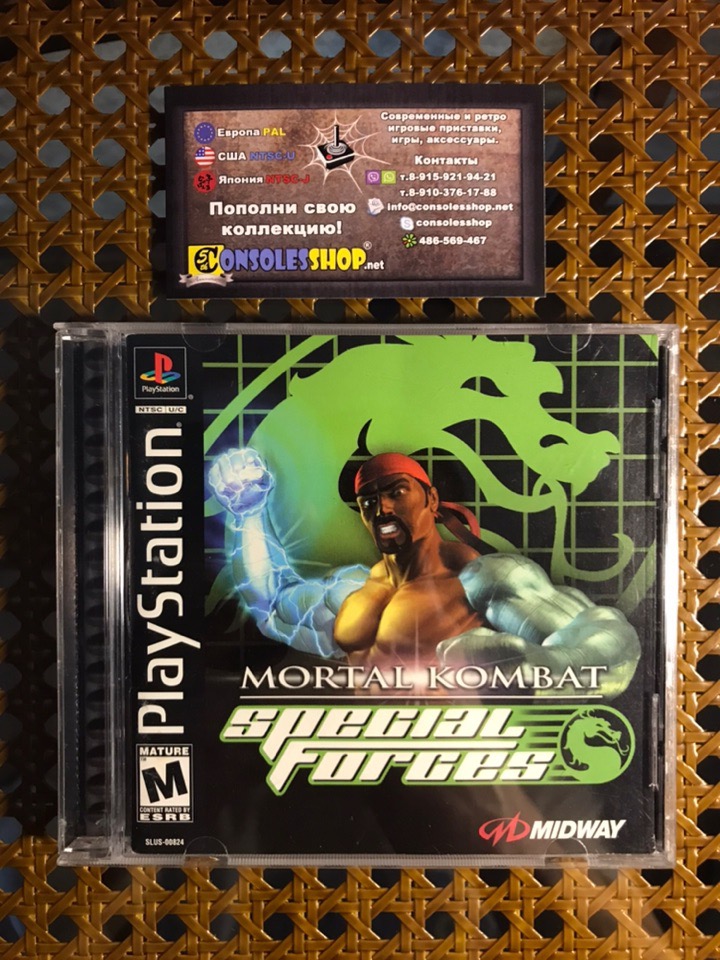 Европа PAL
США NTSC-U
Япония NTSC-J
Пополни свою
коллекцию!
CONSOLESSHOP.net
Современные и ретро
игровые приставки,
игры, аксессуары.
Контакты
т.8-915-921-94-21
т.8-910-376-17-88
info@consolesshop.net
consolesshop
486-569-467
PlayStation
NTSC U/C
PlayStation
MORTAL KOMBAT
SPECIAL
FORCES
MATURE
M
CONTENT RATED BY
ESRB
SLUS-00824
MIDWAY